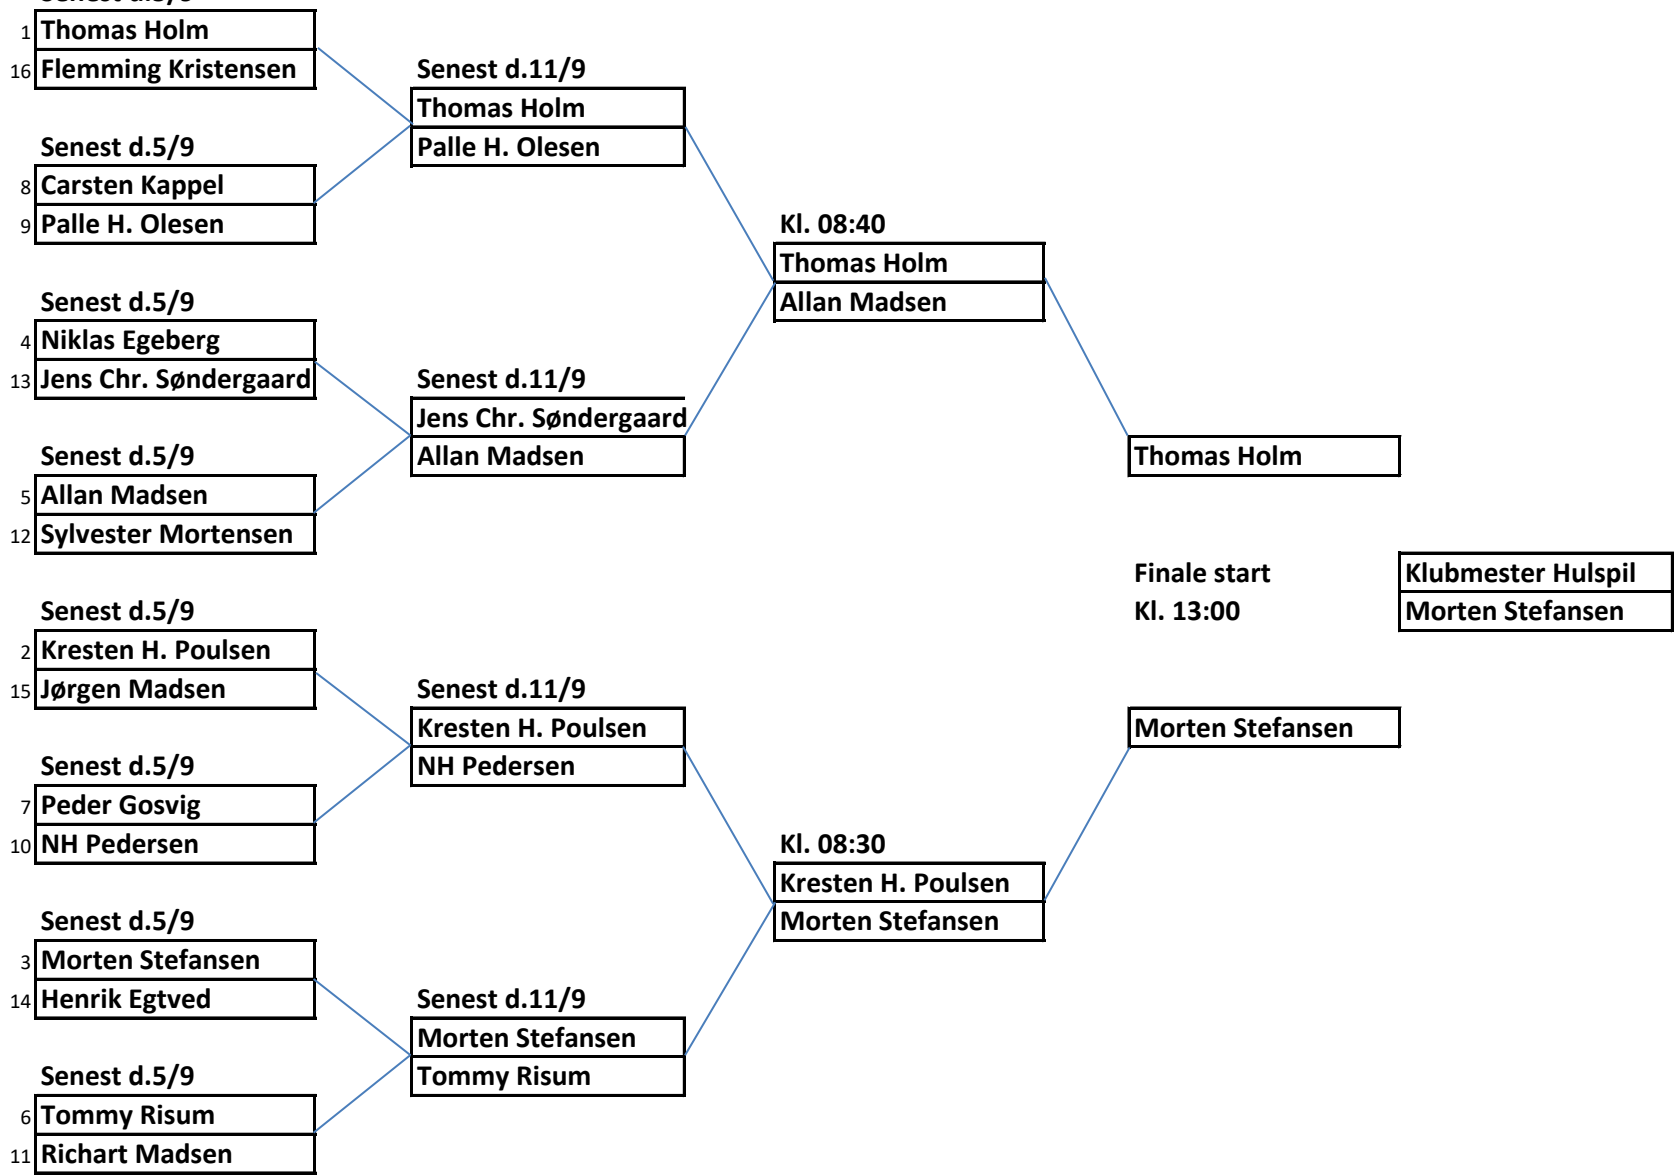 1 Thomas Holm
16 Flemming Kristensen
Senest d.5/9
8 Carsten Kappel
9 Palle H. Olesen
Senest d.5/9
4 Niklas Egeberg
13 Jens Chr. Søndergaard
Senest d.5/9
5 Allan Madsen
12 Sylvester Mortensen
Senest d.5/9
2 Kresten H. Poulsen
15 Jørgen Madsen
Senest d.5/9
7 Peder Gosvig
10 NH Pedersen
Senest d.5/9
3 Morten Stefansen
14 Henrik Egtved
Senest d.5/9
6 Tommy Risum
11 Richart Madsen
Senest d.11/9
Thomas Holm
Palle H. Olesen
Senest d.11/9
Jens Chr. Søndergaard
Allan Madsen
Senest d.11/9
Kresten H. Poulsen
NH Pedersen
Senest d.11/9
Morten Stefansen
Tommy Risum
Kl. 08:40
Thomas Holm
Allan Madsen
Kl. 08:30
Kresten H. Poulsen
Morten Stefansen
Thomas Holm
Finale start
Kl. 13:00
Morten Stefansen
Klubmester Hulspil
Morten Stefansen